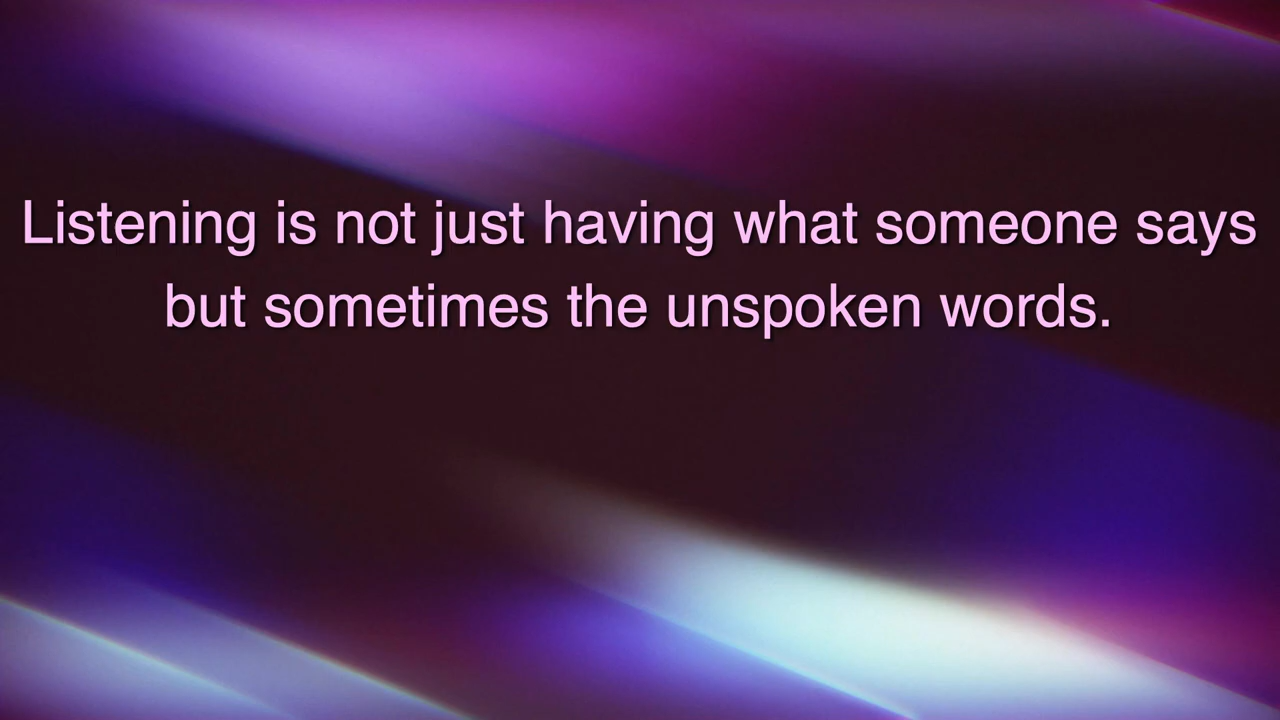 Listening is not just having what someone says
but sometimes the unspoken words.